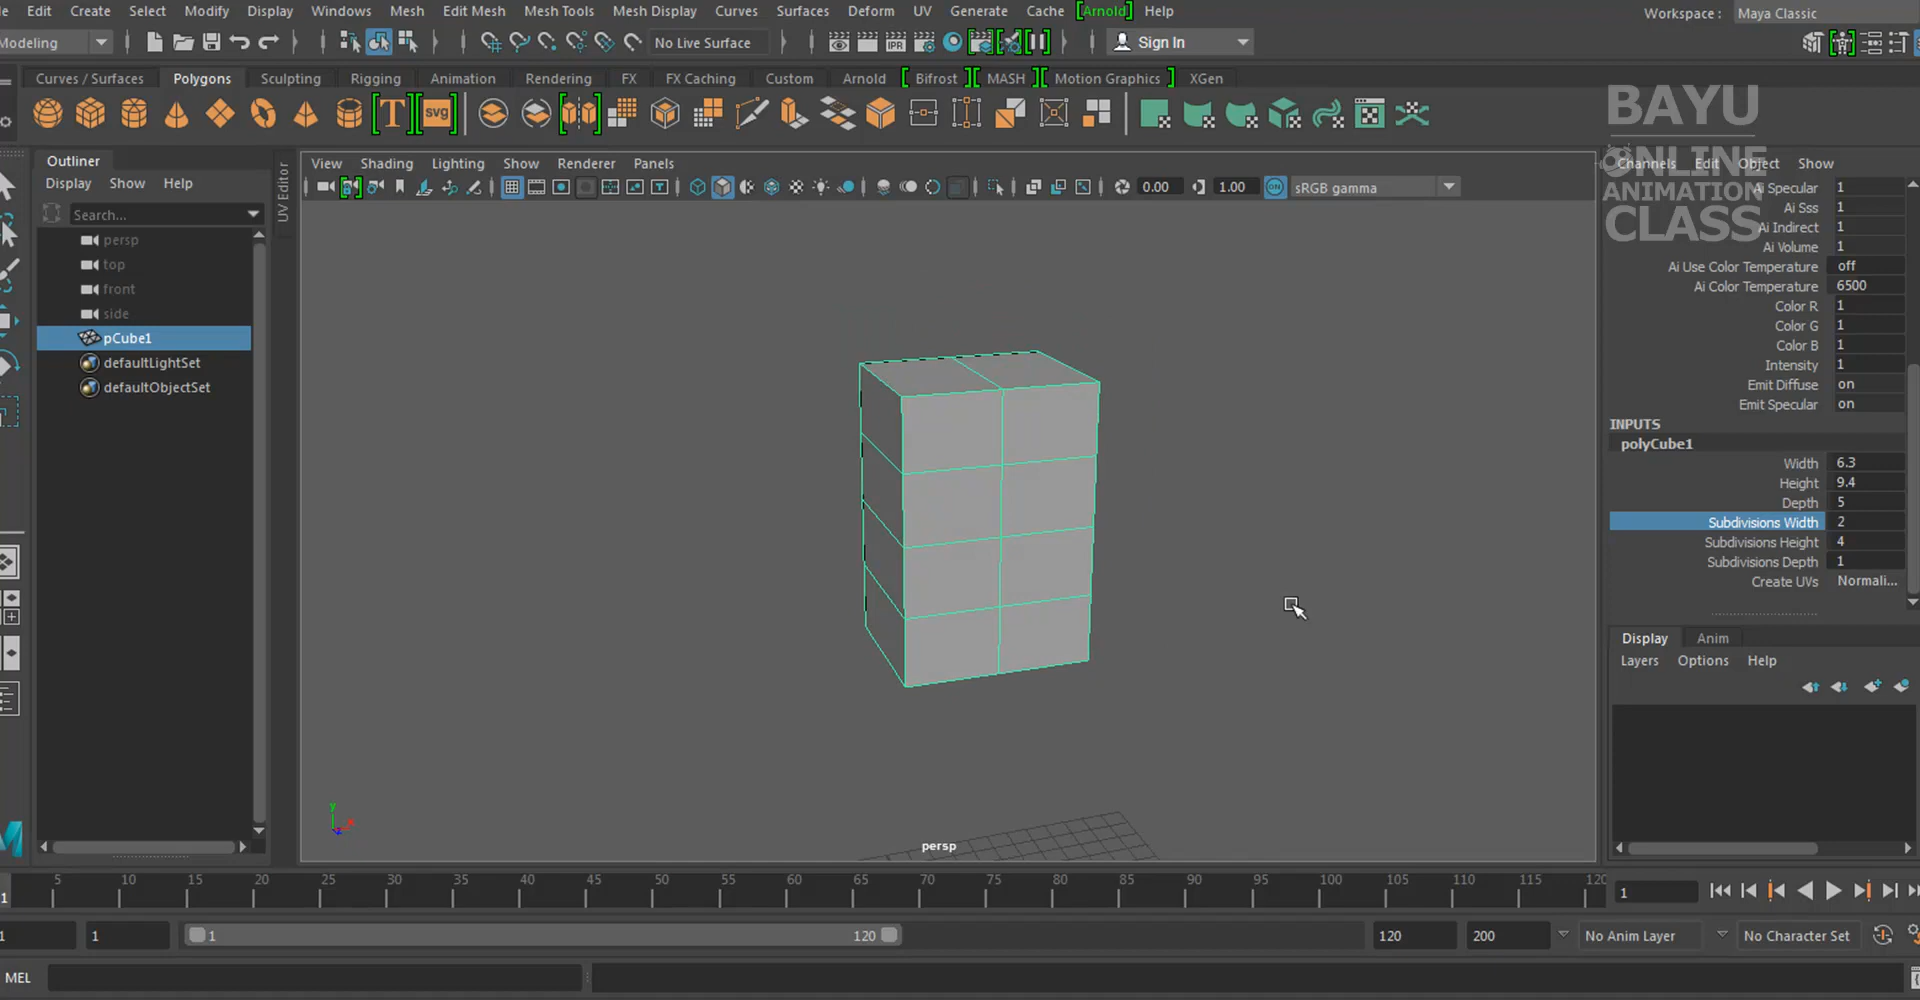 Edit Create Select Modify Display Windows Mesh Edit Mesh Mesh Tools Mesh Display Curves Surfaces Deform UV Generate Cache [Arnold] Help
Workspace : Maya Classic
Modeling
No Live Surface
IPR
Sign In
Curves / Surfaces Polygons Sculpting Rigging Animation Rendering FX FX Caching Custom Arnold [ Bifrost ][ MASH ][ Motion Graphics ] XGen
T
svg
BAYU
ONLINE
ANIMATION
CLASS
Outliner
Display Show Help
Search...
persp
top
front
side
pCube1
defaultLightSet
defaultObjectSet
UV Editor
View Shading Lighting Show Renderer Panels
0.00
1.00
ON
sRGB gamma
y
x
z
persp
Channels Edit Object Show
Ai Specular 1
Ai Sss 1
Ai Indirect 1
Ai Volume 1
Ai Use Color Temperature off
Ai Color Temperature 6500
Color R 1
Color G 1
Color B 1
Intensity 1
Emit Diffuse on
Emit Specular on
INPUTS
polyCube1
Width 6.3
Height 9.4
Depth 5
Subdivisions Width 2
Subdivisions Height 4
Subdivisions Depth 1
Create UVs Normali...
Display Anim
Layers Options Help
5 10 15 20 25 30 35 40 45 50 55 60 65 70 75 80 85 90 95 100 105 110 115 120
1
1
1
1
1
120
120
200
No Anim Layer
No Character Set
MEL